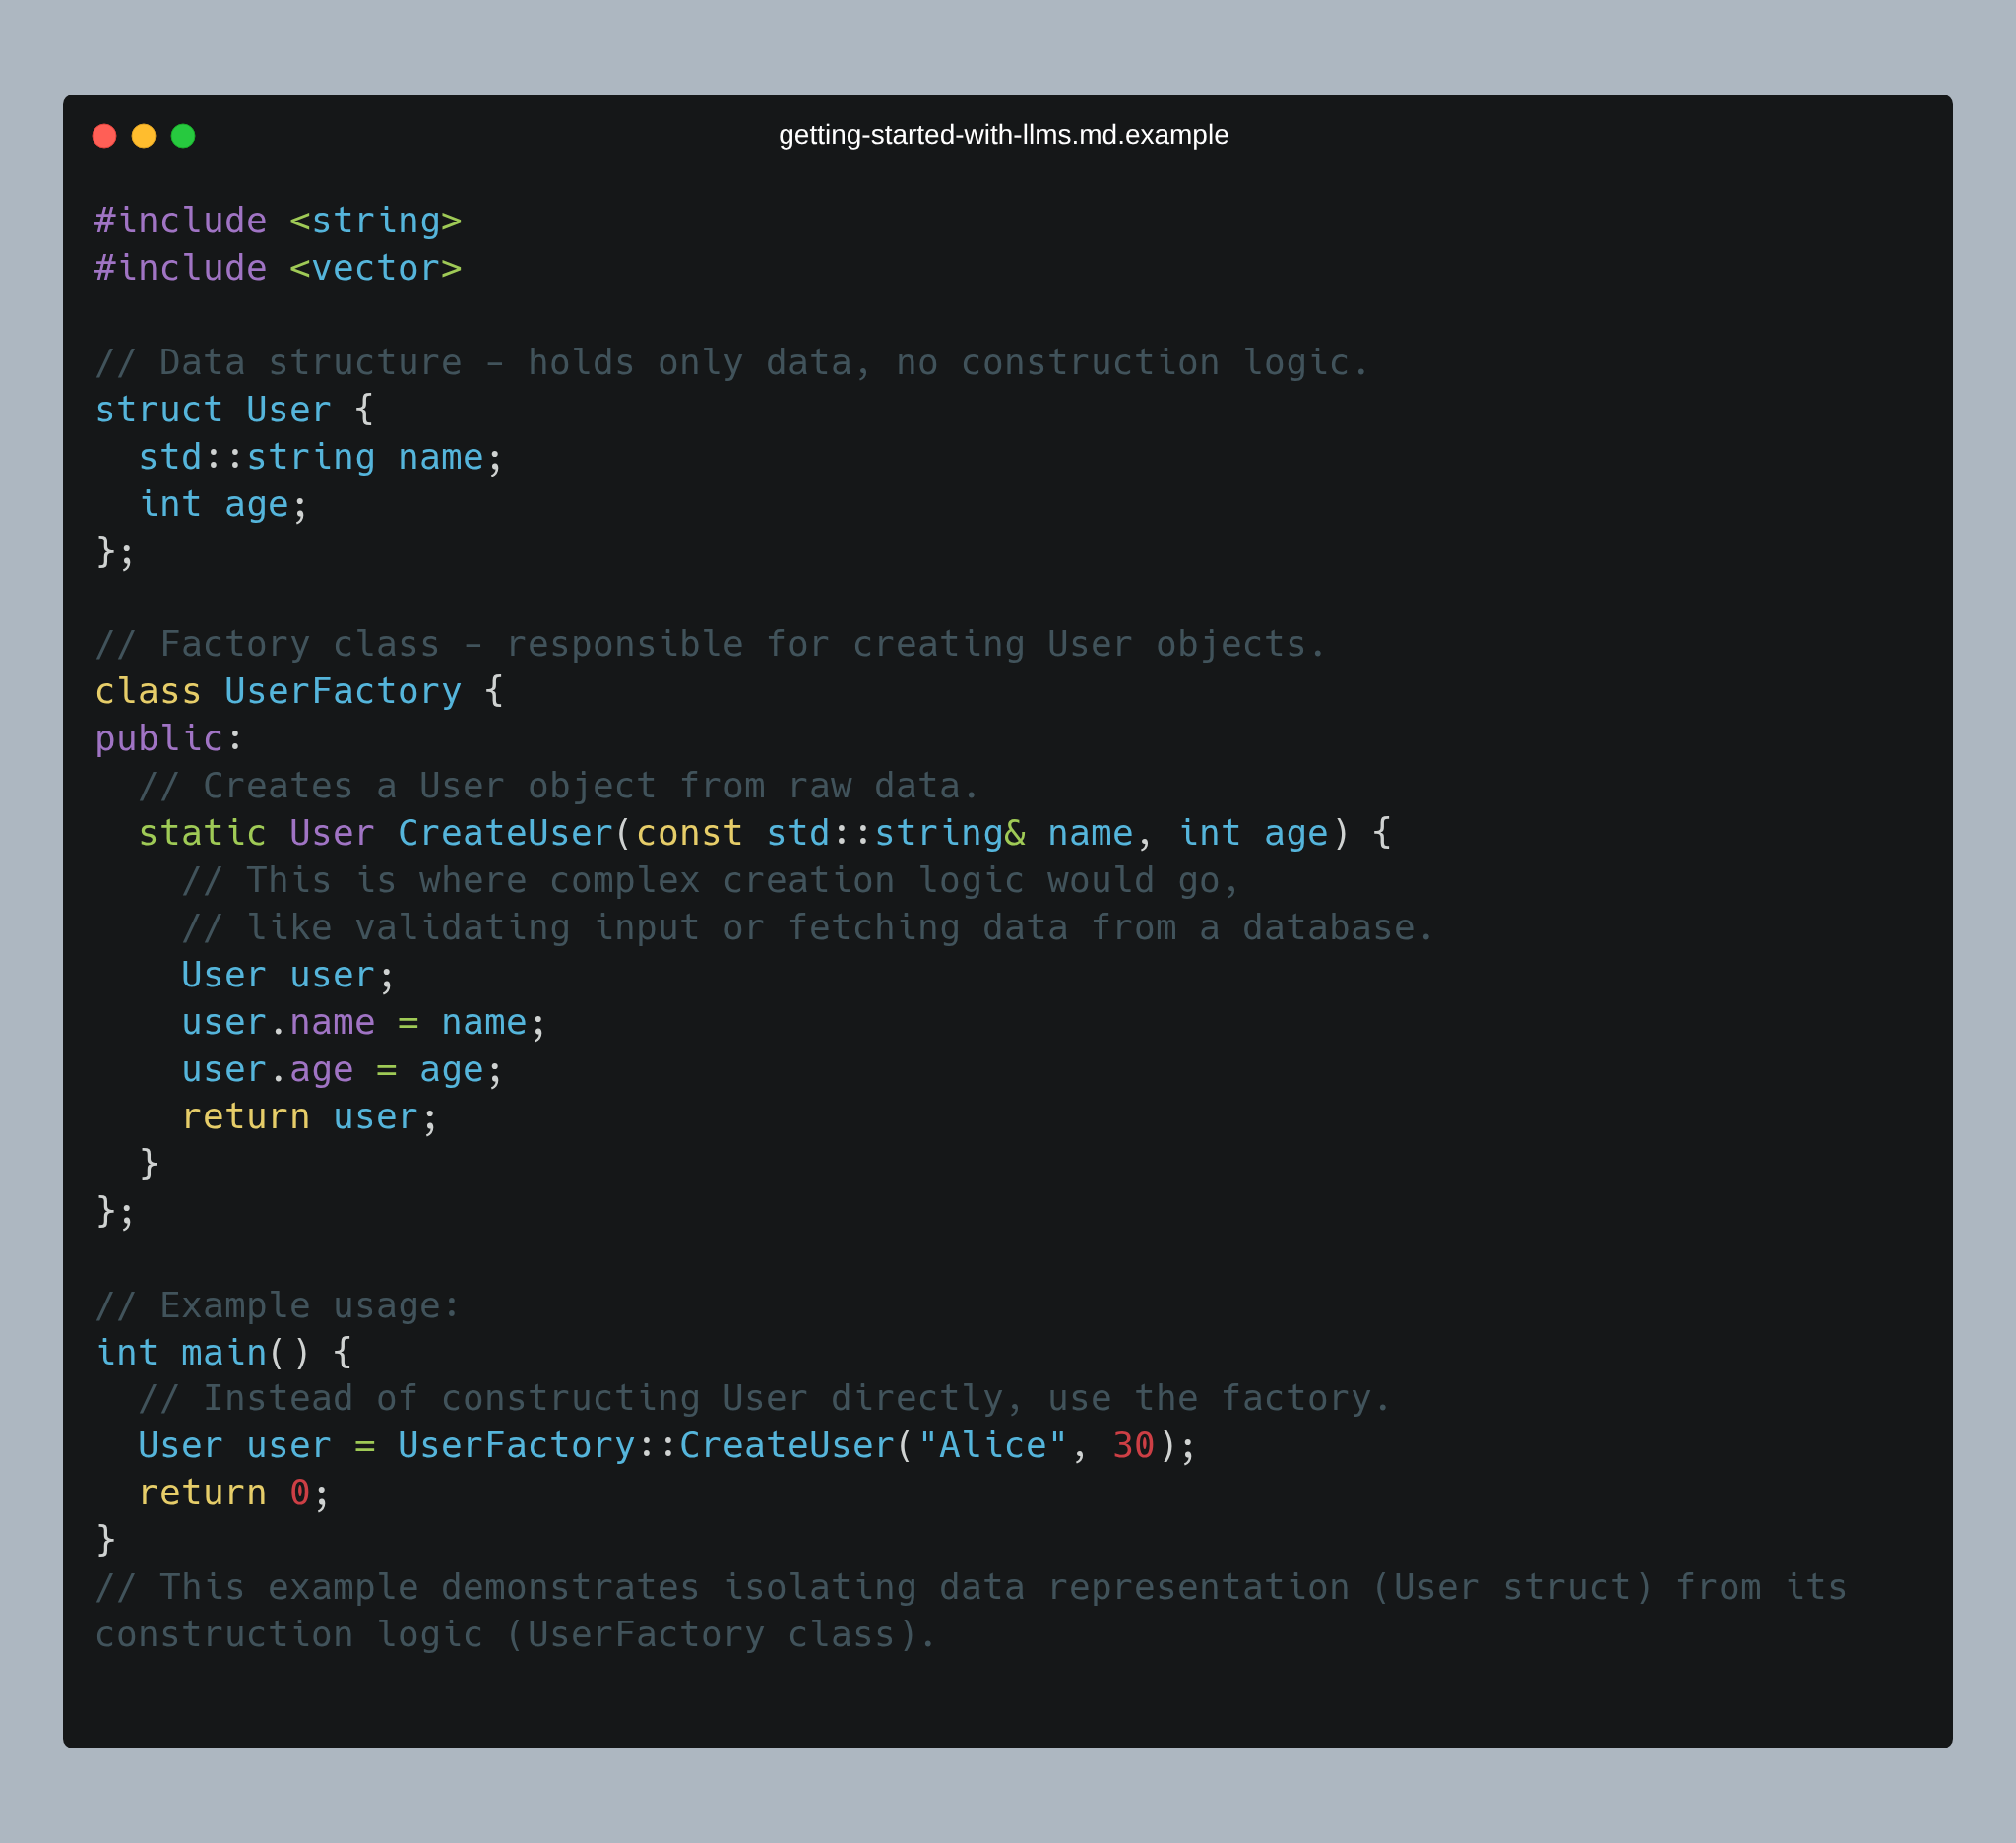 getting-started-with-llms.md.example
#include <string>
#include <vector>

// Data structure - holds only data, no construction logic.
struct User {
  std::string name;
  int age;
};

// Factory class - responsible for creating User objects.
class UserFactory {
public:
  // Creates a User object from raw data.
  static User CreateUser(const std::string& name, int age) {
    // This is where complex creation logic would go,
    // like validating input or fetching data from a database.
    User user;
    user.name = name;
    user.age = age;
    return user;
  }
};

// Example usage:
int main() {
  // Instead of constructing User directly, use the factory.
  User user = UserFactory::CreateUser("Alice", 30);
  return 0;
}
// This example demonstrates isolating data representation (User struct) from its
construction logic (UserFactory class).